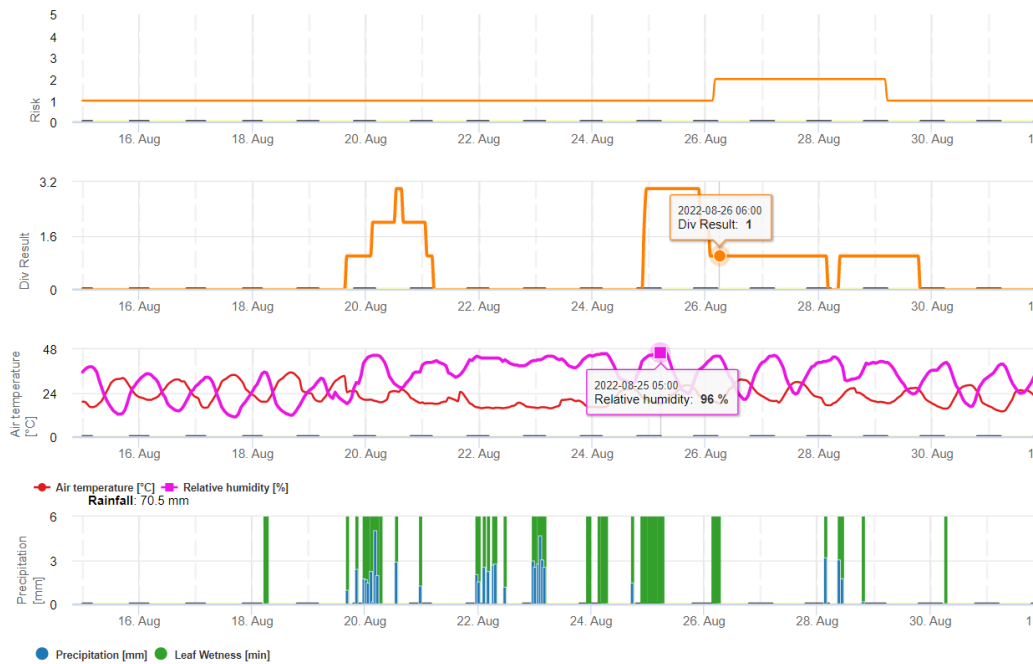 5
4
3
2
1
0
Risk
16. Aug 18. Aug 20. Aug 22. Aug 24. Aug 26. Aug 28. Aug 30. Aug 1
3.2
1.6
0
Div Result
2022-08-26 06:00
Div Result: 1
16. Aug 18. Aug 20. Aug 22. Aug 24. Aug 26. Aug 28. Aug 30. Aug 1
48
24
0
Air temperature
[°C]
2022-08-25 05:00
Relative humidity: 96 %
16. Aug 18. Aug 20. Aug 22. Aug 24. Aug 26. Aug 28. Aug 30. Aug 1
Air temperature [°C] Relative humidity [%]
Rainfall: 70.5 mm
6
3
0
Precipitation
[mm]
16. Aug 18. Aug 20. Aug 22. Aug 24. Aug 26. Aug 28. Aug 30. Aug 1
Precipitation [mm] Leaf Wetness [min]